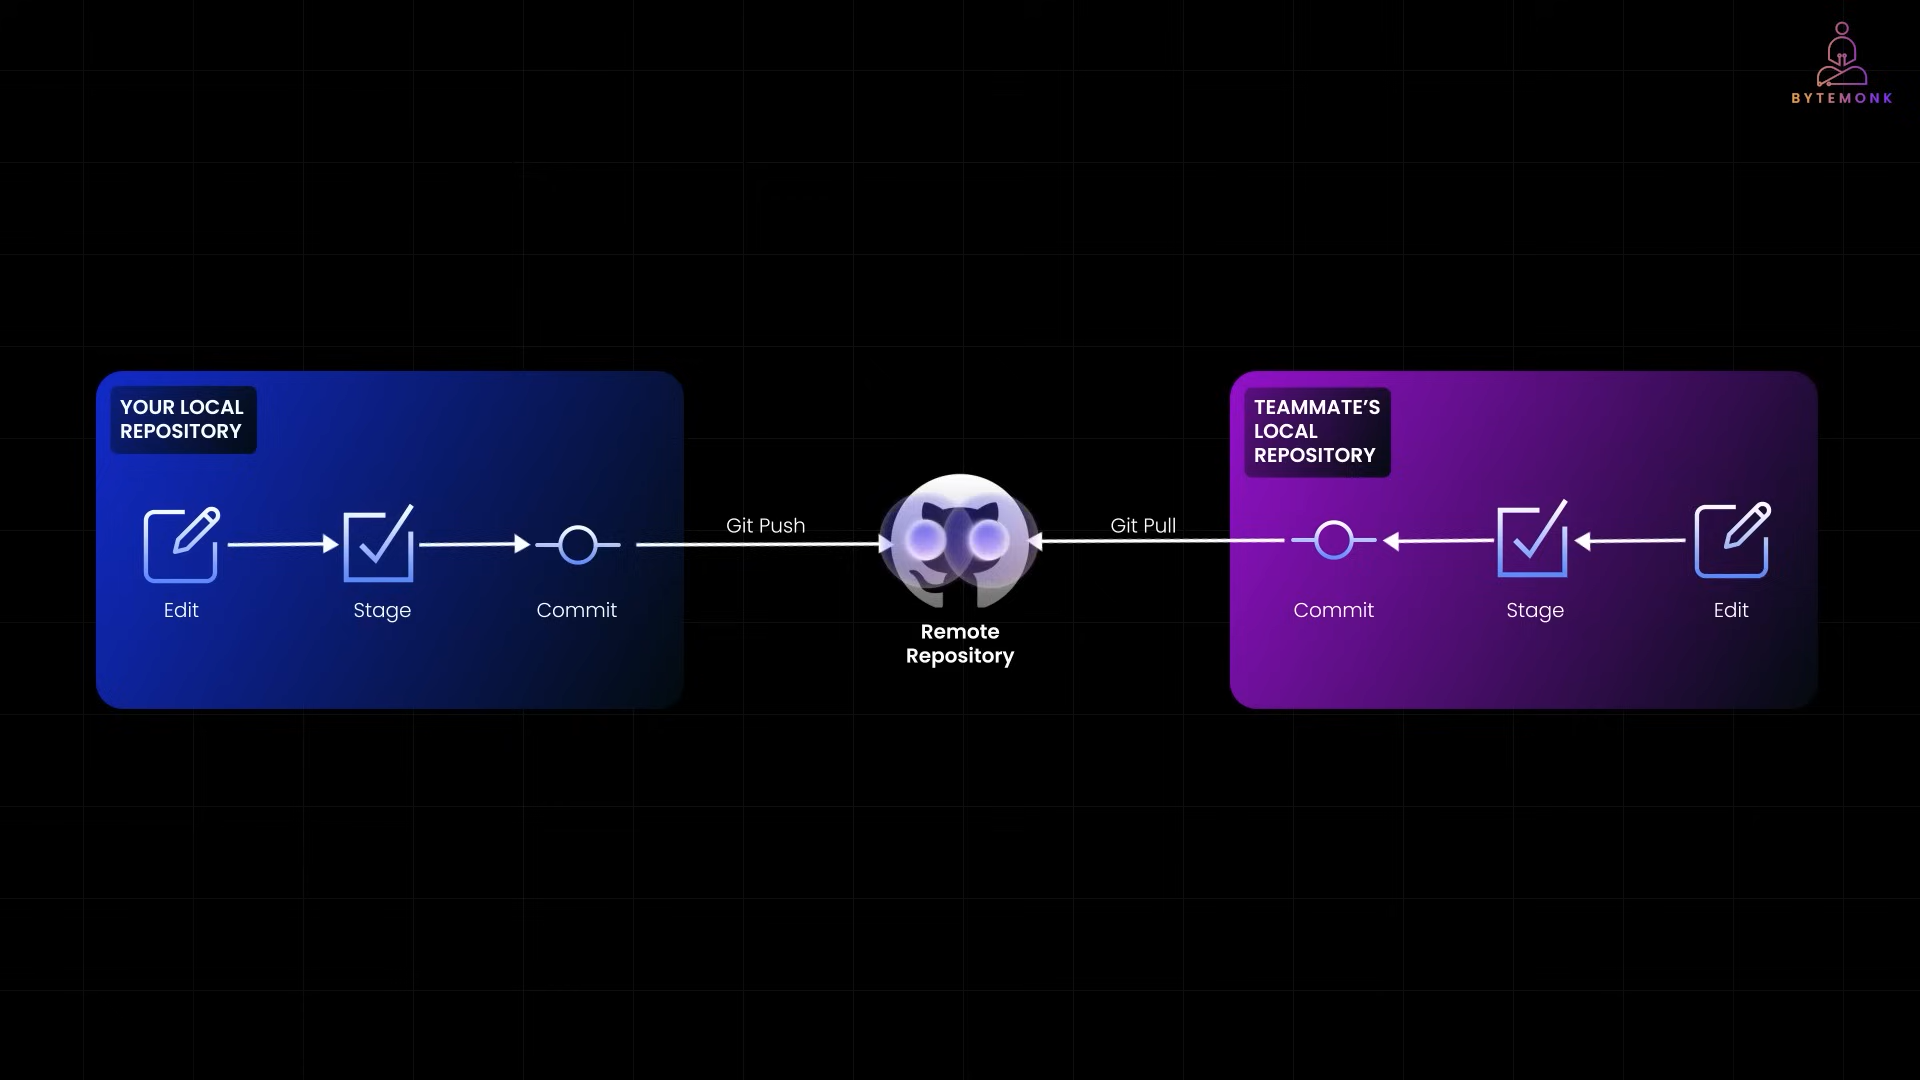 BYTEMONK
YOUR LOCAL
REPOSITORY
Edit
Stage
Commit
Git Push
Remote
Repository
Git Pull
TEAMMATE’S
LOCAL
REPOSITORY
Commit
Stage
Edit